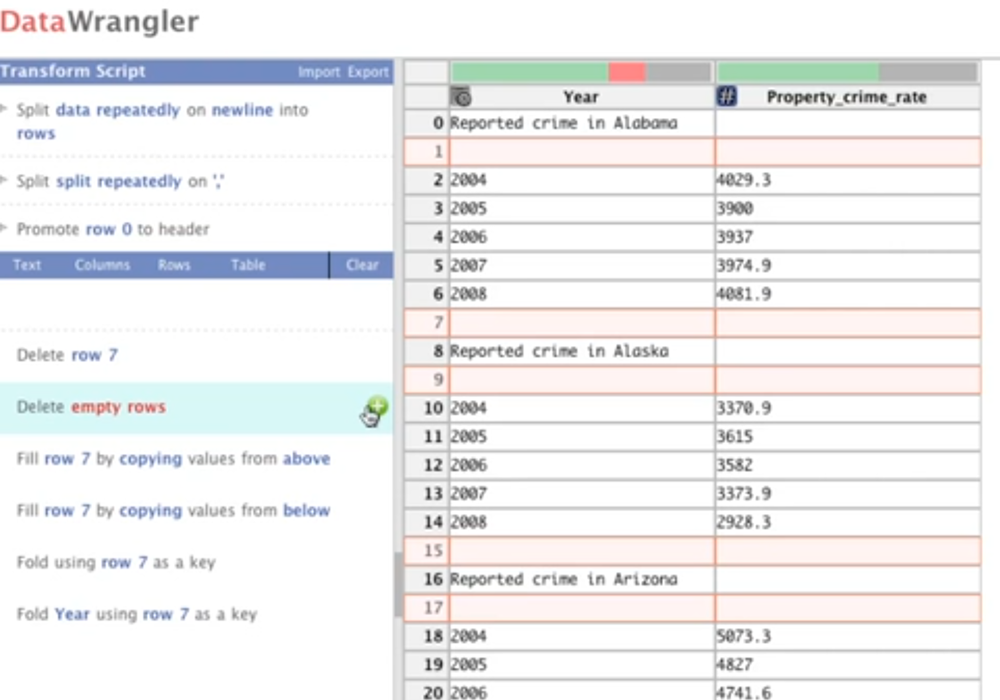 DataWrangler
Transform Script Import Export
Split data repeatedly on newline into
rows
Split split repeatedly on ','
Promote row 0 to header
Text Columns Rows Table Clear
Delete row 7
Delete empty rows
Fill row 7 by copying values from above
Fill row 7 by copying values from below
Fold using row 7 as a key
Fold Year using row 7 as a key
# Year Property_crime_rate
0 Reported crime in Alabama
1
2 2004 4029.3
3 2005 3900
4 2006 3937
5 2007 3974.9
6 2008 4081.9
7
8 Reported crime in Alaska
9
10 2004 3370.9
11 2005 3615
12 2006 3582
13 2007 3373.9
14 2008 2928.3
15
16 Reported crime in Arizona
17
18 2004 5073.3
19 2005 4827
20 2006 4741.6